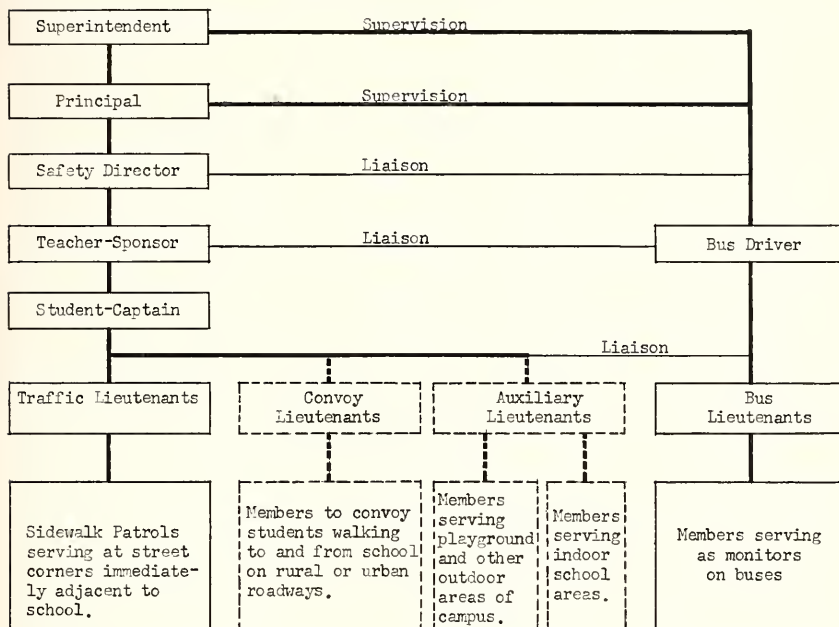 Superintendent
Supervision
Principal
Supervision
Safety Director
Liaison
Teacher-Sponsor
Liaison
Bus Driver
Student-Captain
Liaison
Traffic Lieutenants
Convoy
Lieutenants
Auxiliary
Lieutenants
Bus
Lieutenants
Sidewalk Patrols
serving at street
corners immediate-
ly adjacent to
school.
Members to convoy
students walking
to and from school
on rural or urban
roadways.
Members
serving
playground
and other
outdoor
areas of
campus.
Members
serving
indoor
school
areas.
Members serving
as monitors
on buses